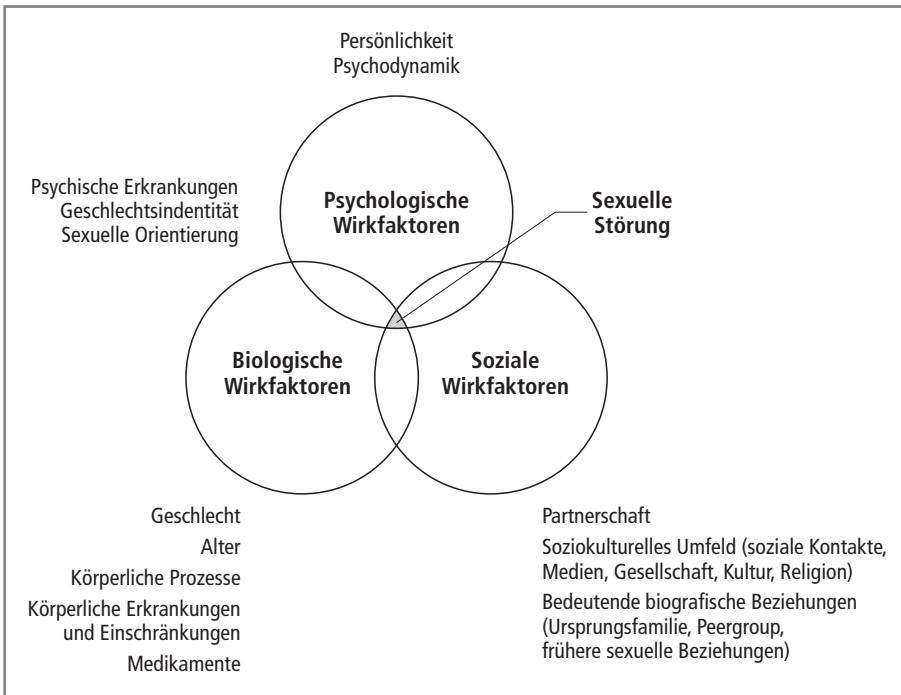 Persönlichkeit
Psychodynamik
Psychische Erkrankungen
Geschlechtsindentität
Sexuelle Orientierung
Psychologische
Wirkfaktoren
Sexuelle
Störung
Biologische
Wirkfaktoren
Soziale
Wirkfaktoren
Geschlecht
Alter
Körperliche Prozesse
Körperliche Erkrankungen
und Einschränkungen
Medikamente
Partnerschaft
Soziokulturelles Umfeld (soziale Kontakte,
Medien, Gesellschaft, Kultur, Religion)
Bedeutende biografische Beziehungen
(Ursprungsfamilie, Peergroup,
frühere sexuelle Beziehungen)